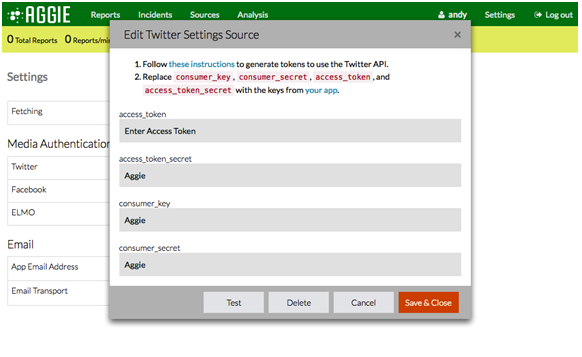 AGGIE Reports Incidents Sources Analysis andy Settings Log out
0 Total Reports 0 Reports/mi
Edit Twitter Settings Source ×
1. Follow these instructions to generate tokens to use the Twitter API.
2. Replace consumer_key, consumer_secret, access_token, and
access_token_secret with the keys from your app.
access_token
Enter Access Token
access_token_secret
Aggie
consumer_key
Aggie
consumer_secret
Aggie
Test Delete Cancel Save & Close
Settings
Fetching
Media Authentication
Twitter
Facebook
ELMO
Email
App Email Address
Email Transport